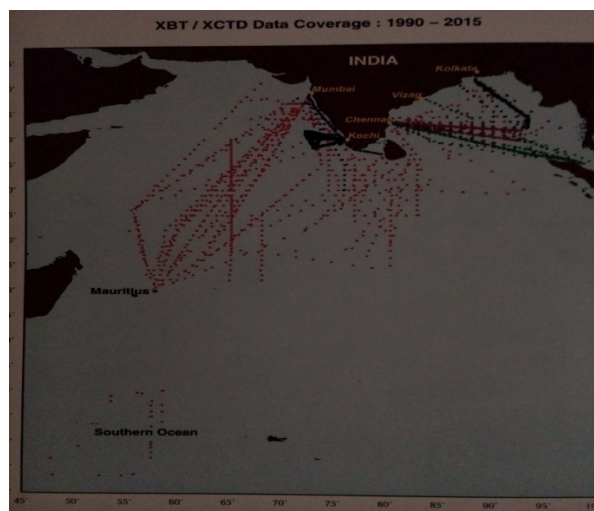 XBT / XCTD Data Coverage : 1990 – 2015
INDIA
Kolkata
Mumbai
Vizag
Chennai
Kochi
Mauritius
Southern Ocean
45° 50° 55° 60° 65° 70° 75° 80° 85° 90° 95°